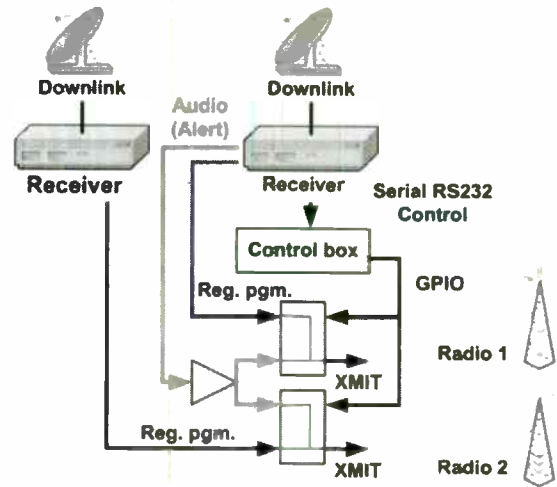 Downlink
Downlink
Audio
(Alert)
Receiver
Receiver
Serial RS232
Control
Control box
GPIO
Reg. pgm.
Radio 1
XMIT
Reg. pgm.
XMIT
Radio 2